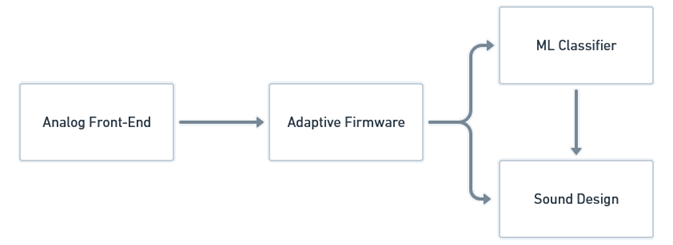 ML Classifier
Analog Front-End
Adaptive Firmware
Sound Design